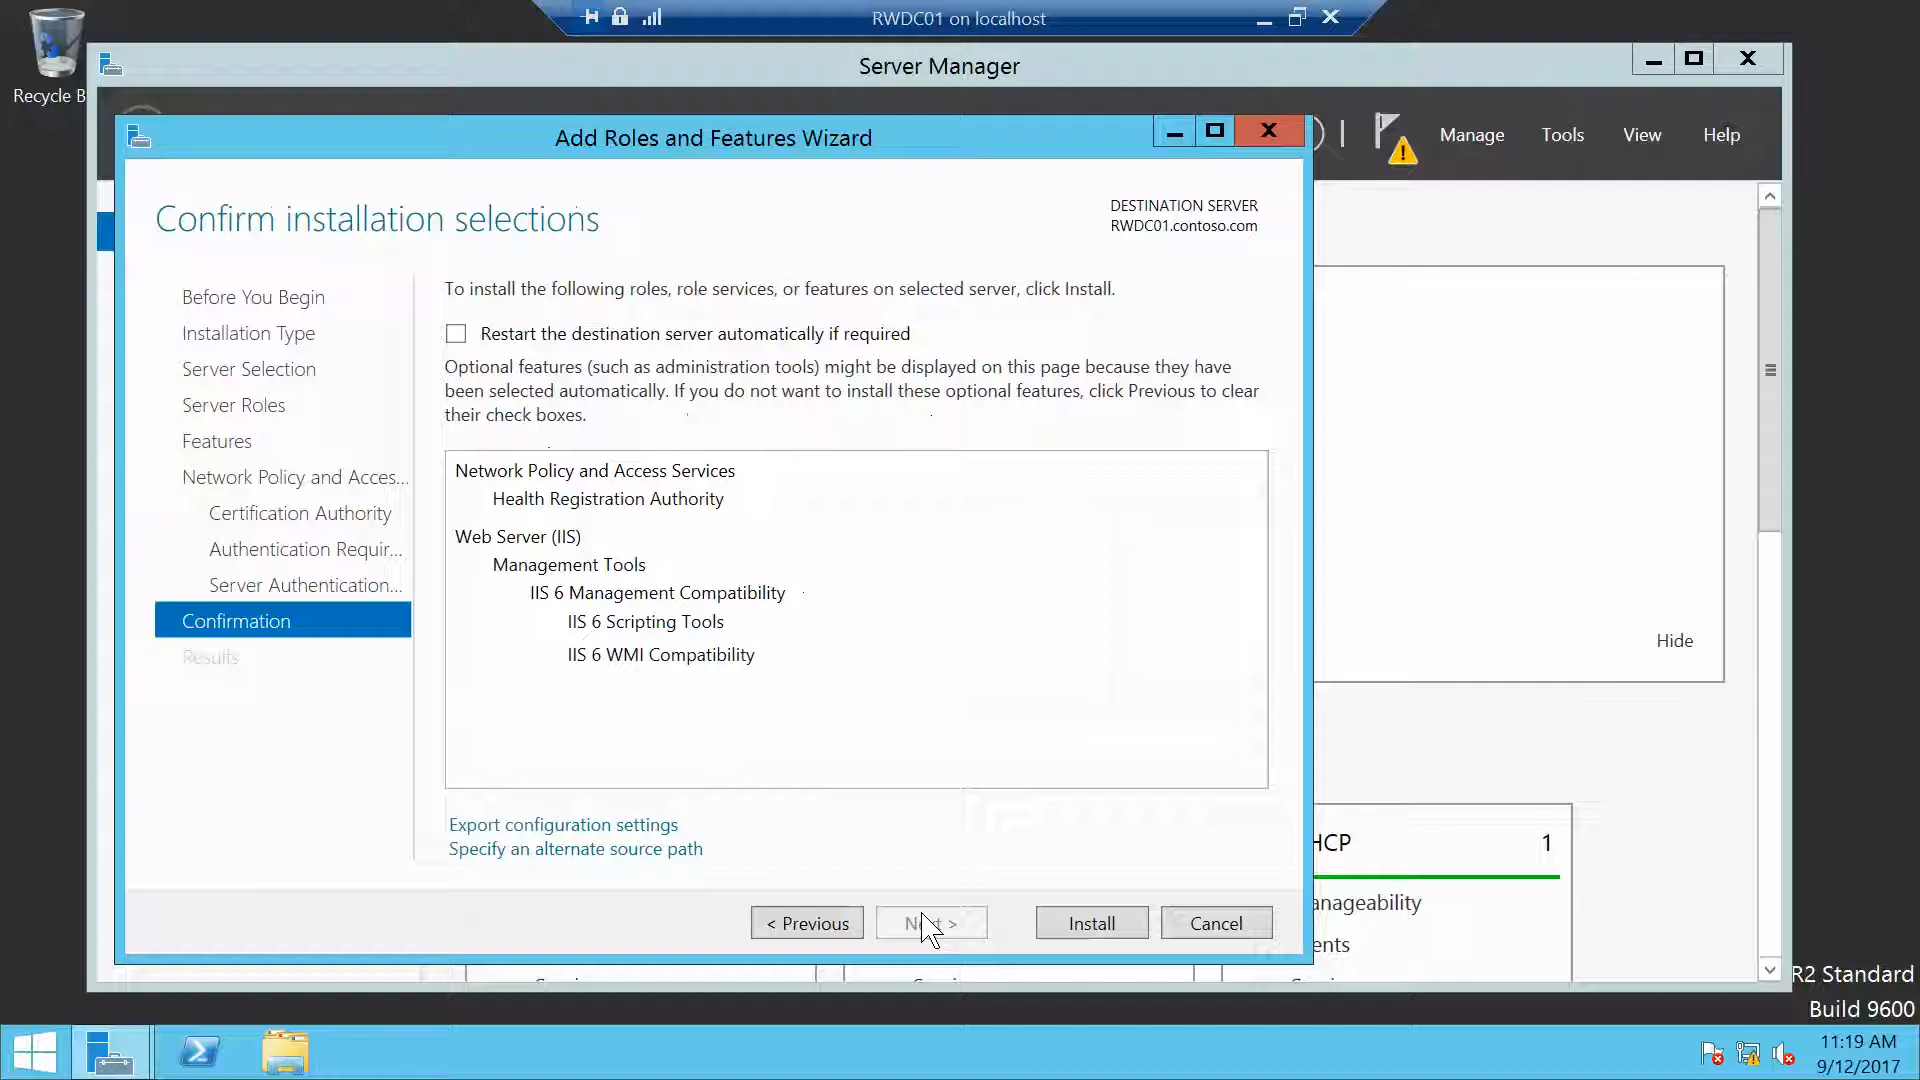 RWDC01 on localhost
Recycle B
Server Manager
Manage
Tools
View
Help
Add Roles and Features Wizard
Confirm installation selections
DESTINATION SERVER
RWDC01.contoso.com
Before You Begin
Installation Type
Server Selection
Server Roles
Features
Network Policy and Acces...
Certification Authority
Authentication Requir...
Server Authentication...
Confirmation
Results
To install the following roles, role services, or features on selected server, click Install.
Restart the destination server automatically if required
Optional features (such as administration tools) might be displayed on this page because they have
been selected automatically. If you do not want to install these optional features, click Previous to clear
their check boxes.
Network Policy and Access Services
Health Registration Authority
Web Server (IIS)
Management Tools
IIS 6 Management Compatibility
IIS 6 Scripting Tools
IIS 6 WMI Compatibility
Export configuration settings
Specify an alternate source path
< Previous
Next >
Install
Cancel
Hide
HCP
1
anageability
ents
R2 Standard
Build 9600
11:19 AM
9/12/2017